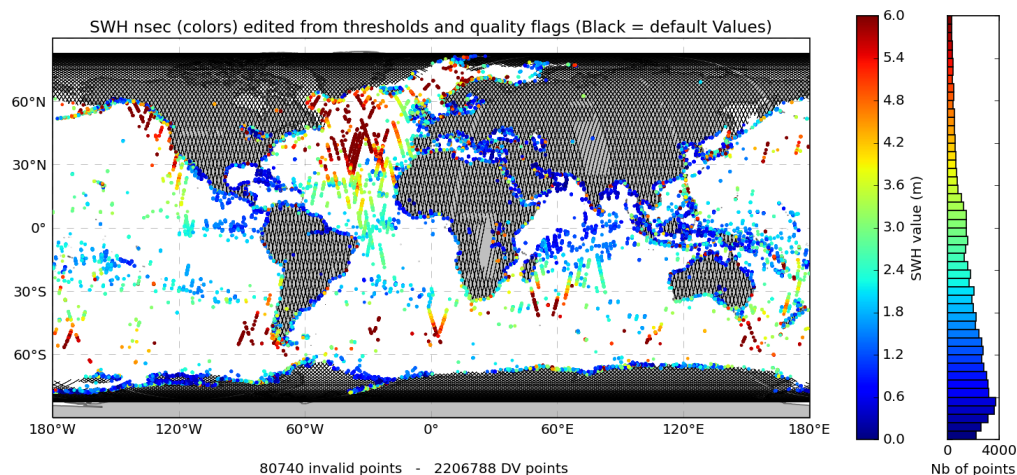 SWH nsec (colors) edited from thresholds and quality flags (Black = default Values)
60°N
30°N
0°
30°S
60°S
180°W
120°W
60°W
0°
60°E
120°E
180°E
6.0
5.4
4.8
4.2
3.6
3.0
2.4
1.8
1.2
0.6
0.0
SWH value (m)
0
4000
Nb of points
80740 invalid points - 2206788 DV points